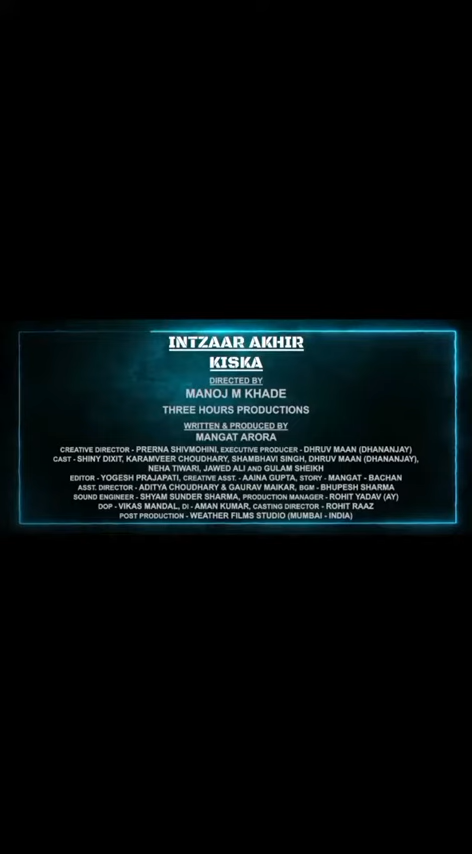 INTZAAR AKHIR
KISKA
DIRECTED BY
MANOJ M KHADE
THREE HOURS PRODUCTIONS
WRITTEN & PRODUCED BY
MANGAT ARORA
CREATIVE DIRECTOR - PRERNA SHIVMOHINI, EXECUTIVE PRODUCER - DHRUV MAAN (DHANANJAY)
CAST - SHINY DIXIT, KARAMVEER CHOUDHARY, SHAMBHAVI SINGH, DHRUV MAAN (DHANANJAY),
NEHA TIWARI, JAWED ALI AND GULAM SHEIKH
EDITOR - YOGESH PRAJAPATI, CREATIVE ASST. - AAINA GUPTA, STORY - MANGAT - BACHAN
ASST. DIRECTOR - ADITYA CHOUDHARY & GAURAV MAIKAR, BGM - BHUPESH SHARMA
SOUND ENGINEER - SHYAM SUNDER SHARMA, PRODUCTION MANAGER - ROHIT YADAV (AY)
DOP - VIKAS MANDAL, DI - AMAN KUMAR, CASTING DIRECTOR - ROHIT RAAZ
POST PRODUCTION - WEATHER FILMS STUDIO (MUMBAI - INDIA)